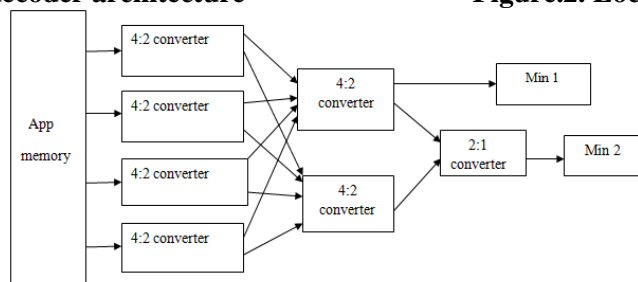 ecoder architecture
Figure.2. Lo
4:2 converter
4:2 converter
4:2 converter
4:2 converter
App
memory
4:2
converter
4:2
converter
2:1
converter
Min 1
Min 2